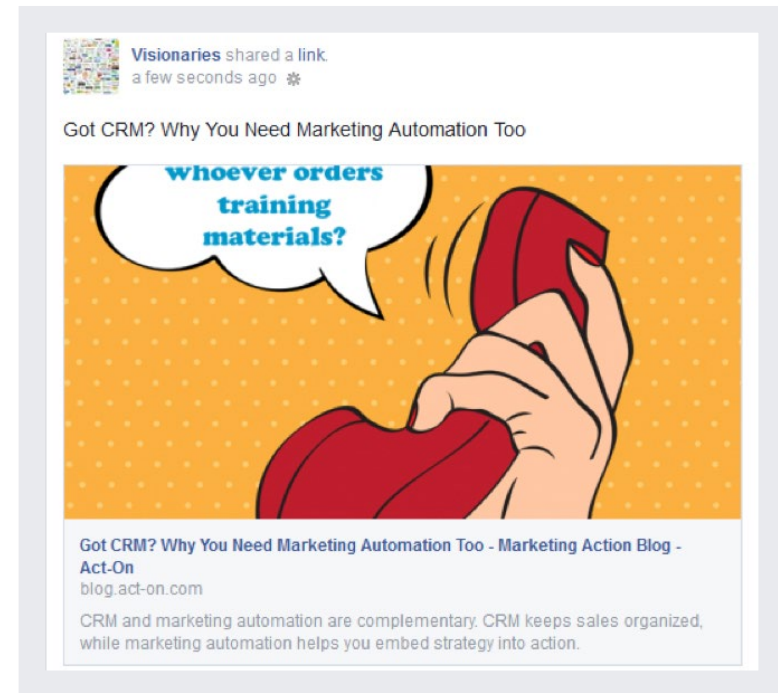 Visionaries shared a link.
a few seconds ago
Got CRM? Why You Need Marketing Automation Too
whoever orders
training
materials?
Got CRM? Why You Need Marketing Automation Too - Marketing Action Blog -
Act-On
blog.act-on.com
CRM and marketing automation are complementary. CRM keeps sales organized,
while marketing automation helps you embed strategy into action.